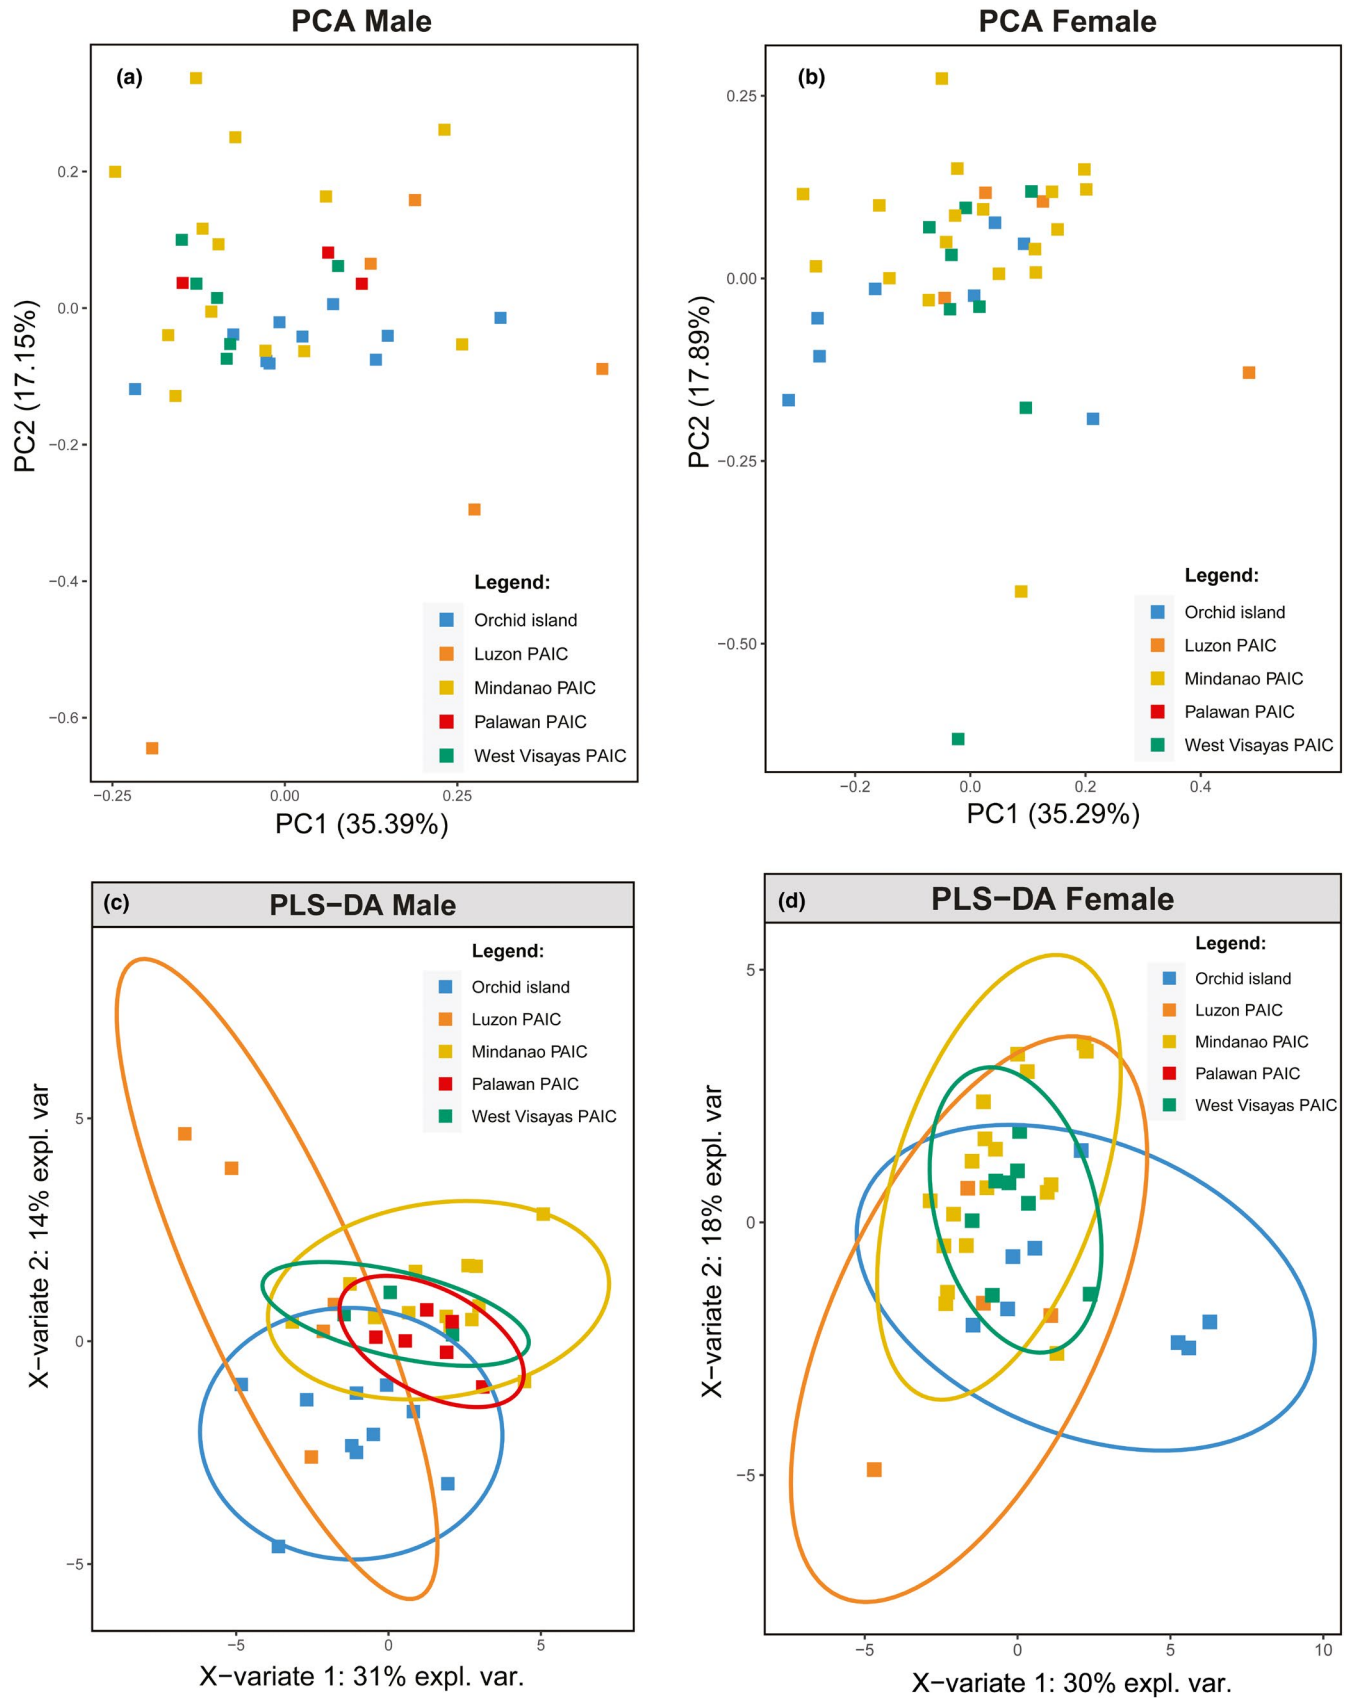 PCA Male
(a)
0.2
0.0
−0.2
−0.4
−0.6
PC2 (17.15%)
Legend:
Orchid island
Luzon PAIC
Mindanao PAIC
Palawan PAIC
West Visayas PAIC
−0.25
0.00
0.25
PC1 (35.39%)
PCA Female
(b)
0.25
0.00
−0.25
−0.50
PC2 (17.89%)
Legend:
Orchid island
Luzon PAIC
Mindanao PAIC
Palawan PAIC
West Visayas PAIC
−0.2
0.0
0.2
0.4
PC1 (35.29%)
(c)
PLS−DA Male
Legend:
Orchid island
Luzon PAIC
Mindanao PAIC
Palawan PAIC
West Visayas PAIC
5
0
−5
X−variate 2: 14% expl. var
−5
0
5
X−variate 1: 31% expl. var.
(d)
PLS−DA Female
Legend:
Orchid island
Luzon PAIC
Mindanao PAIC
Palawan PAIC
West Visayas PAIC
5
0
−5
X−variate 2: 18% expl. var
−5
0
5
10
X−variate 1: 30% expl. var.